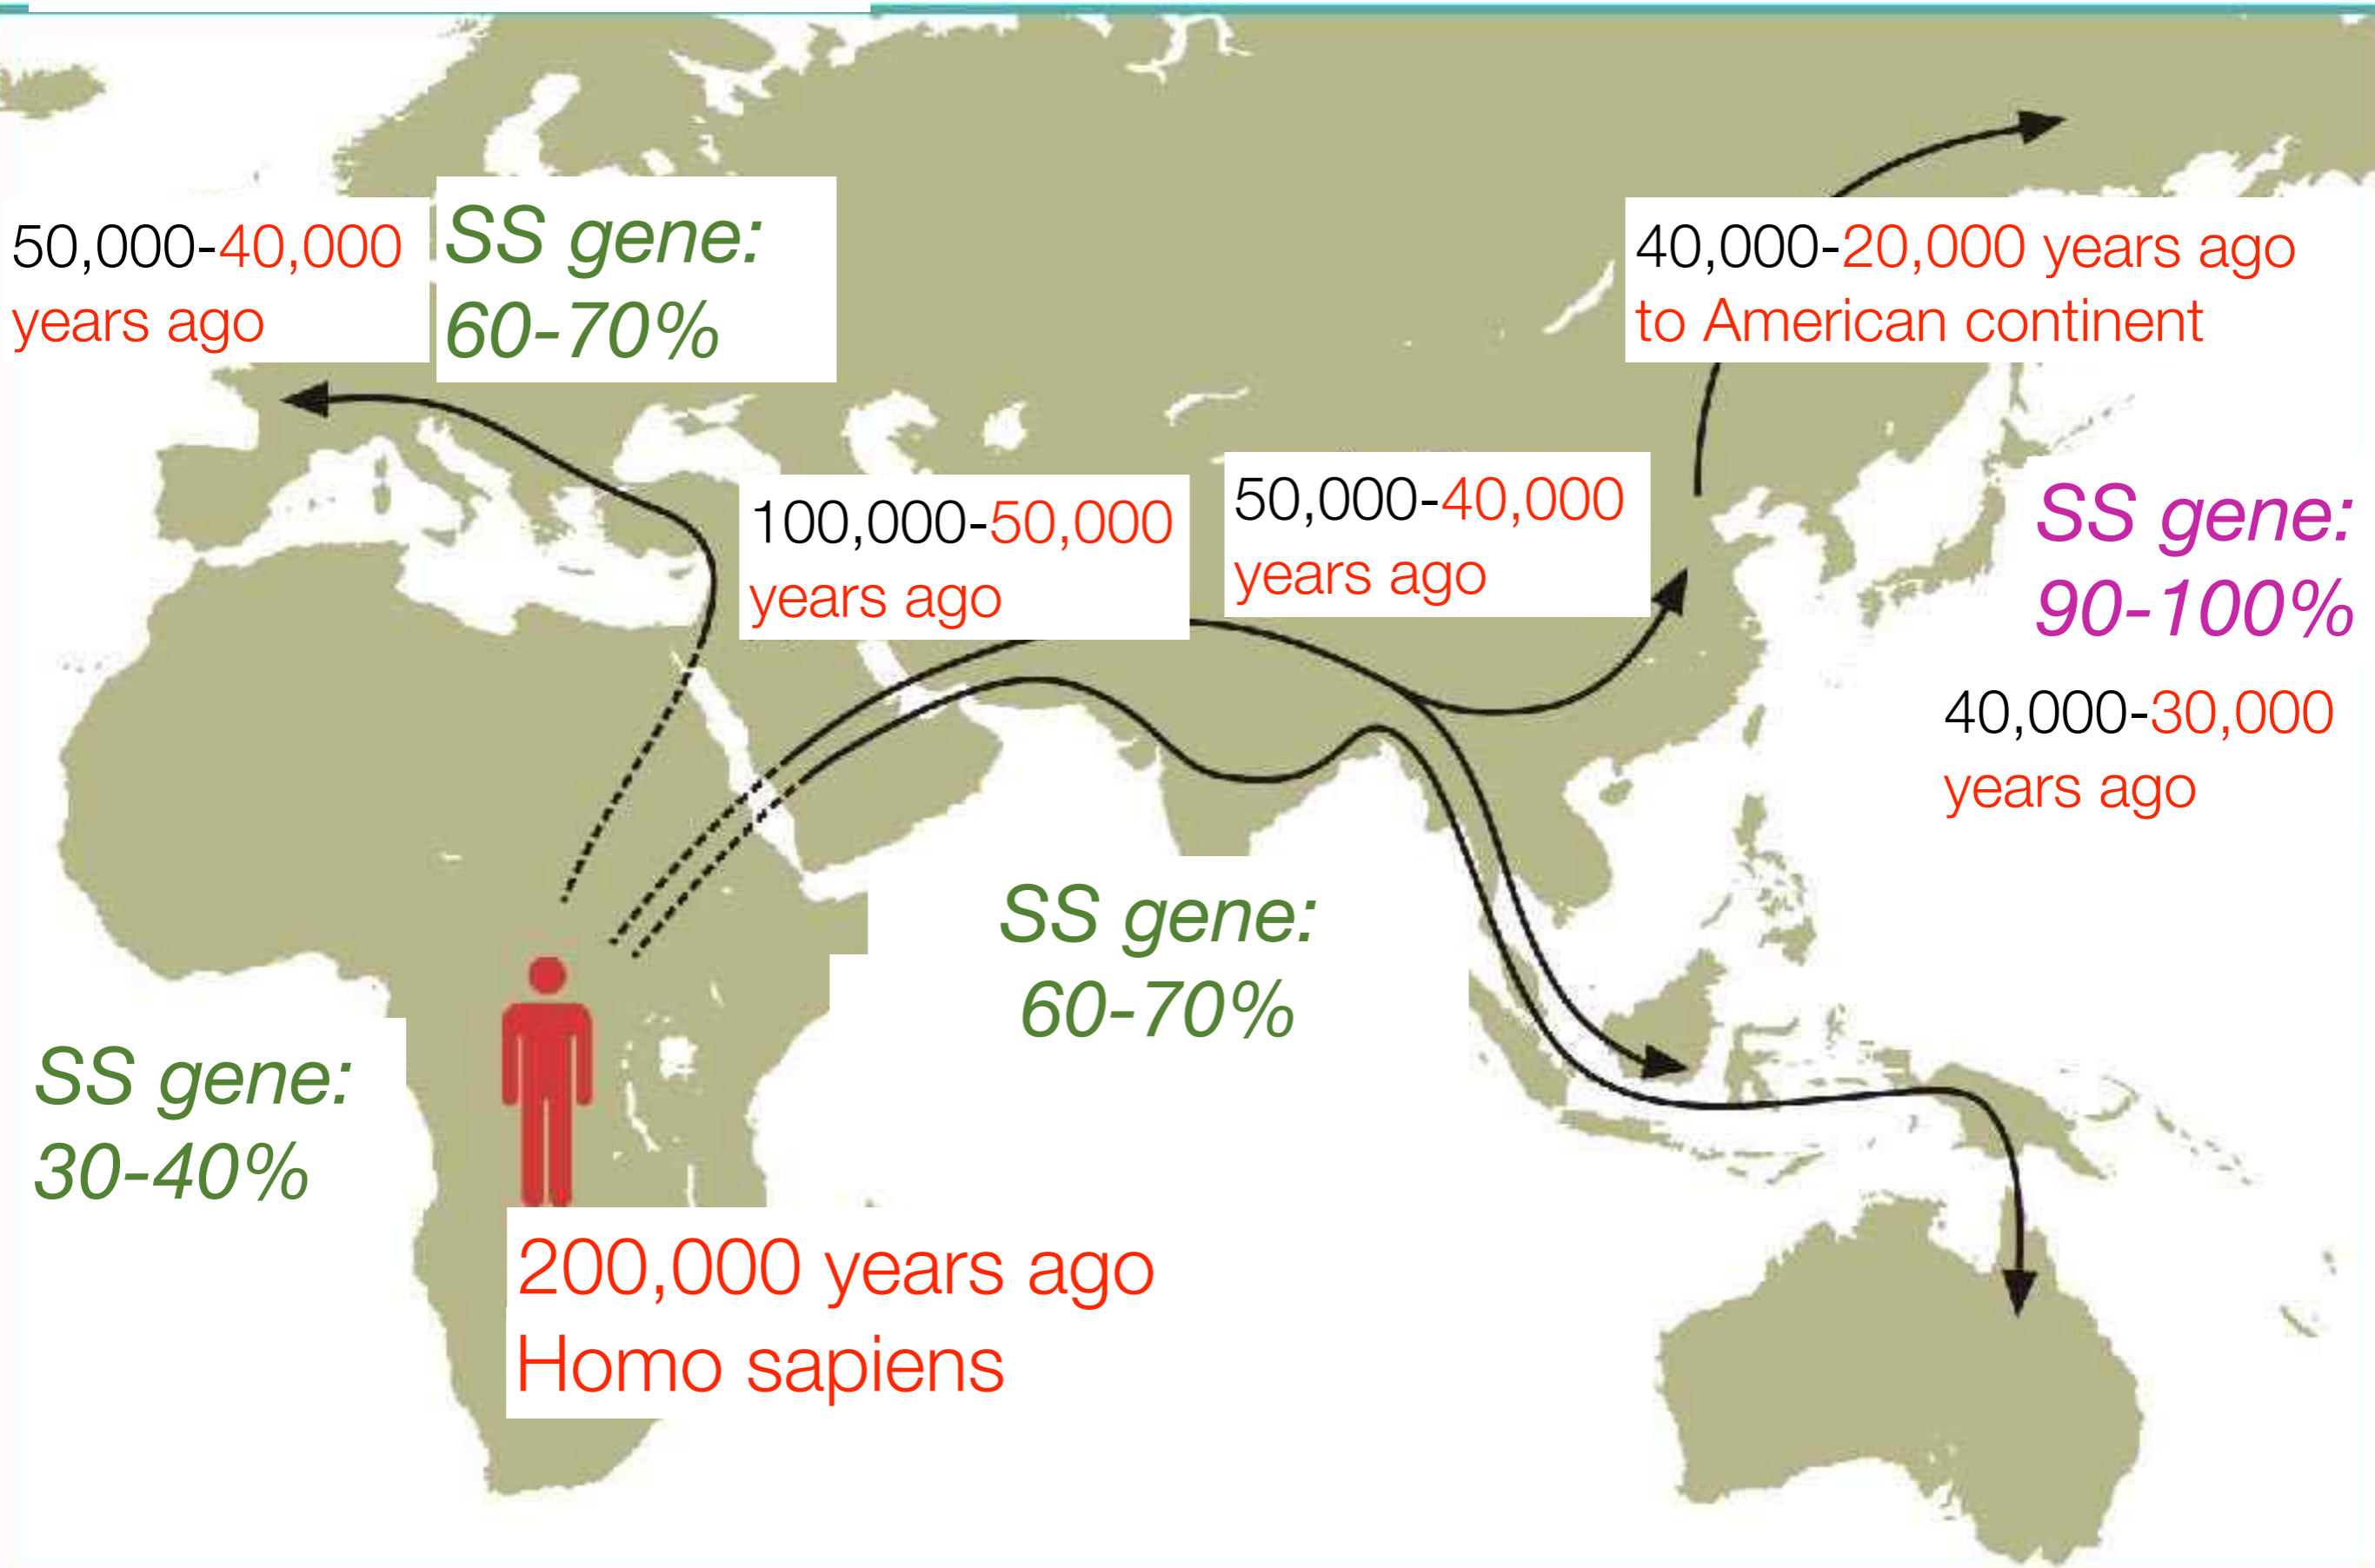 50,000-40,000
years ago
SS gene:
60-70%
40,000-20,000 years ago
to American continent
100,000-50,000
years ago
50,000-40,000
years ago
SS gene:
90-100%
40,000-30,000
years ago
SS gene:
60-70%
SS gene:
30-40%
200,000 years ago
Homo sapiens